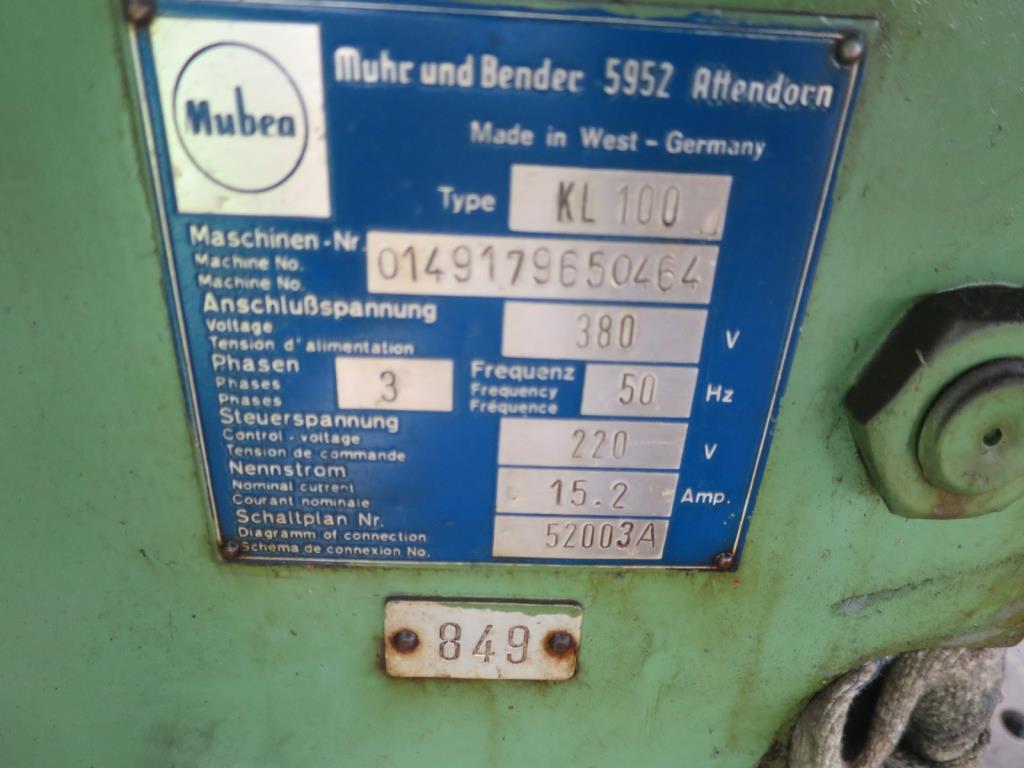 Mubea
Muhr und Bender 5952 Attendorn
Made in West - Germany
Type KL 100
Maschinen - Nr.
Machine No.
Machine No.
0149179650464
Anschlußspannung
Voltage
Tension d'alimentation
380 V
Phasen
Phases
Phases
3
Frequenz
Frequency
Fréquence
50 Hz
Steuerspannung
Control - voltage
Tension de commande
220 V
Nennstrom
Nominal current
Courant nominale
15.2 Amp.
Schaltplan Nr.
Diagramm of connection
Schéma de connexion No.
52003A
849